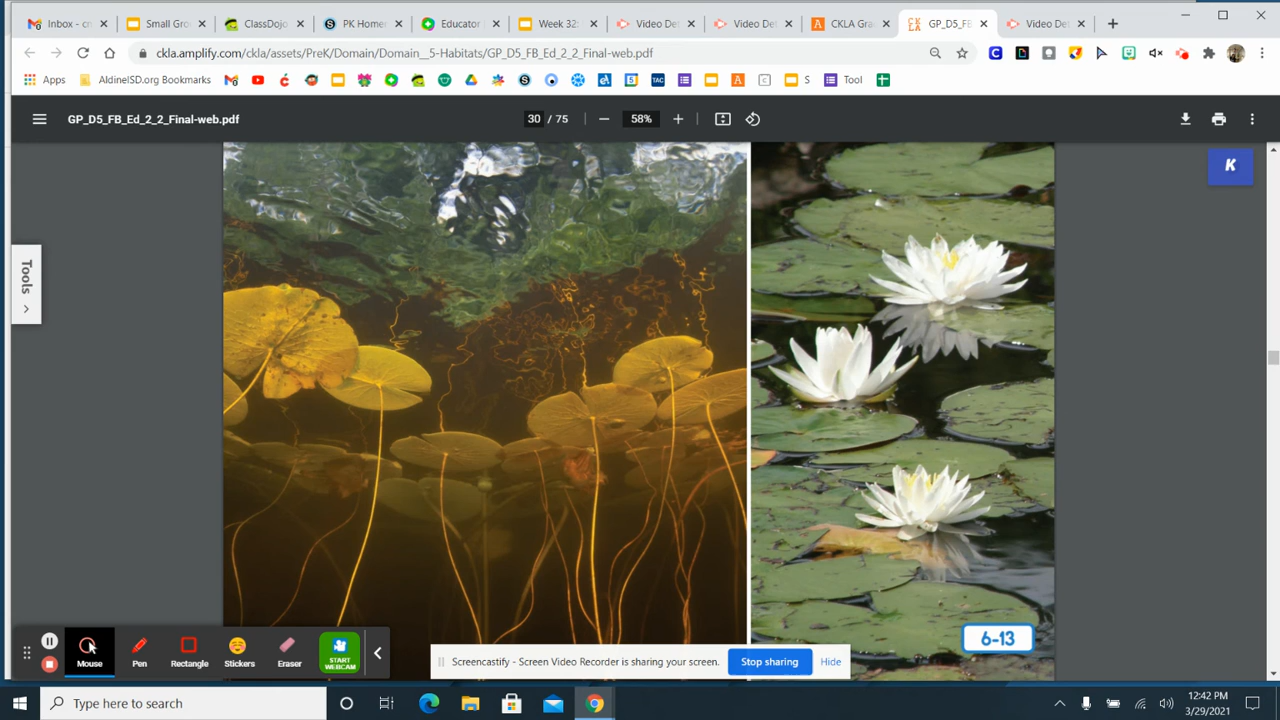 Inbox - cn
Small Gro
ClassDojo
PK Home
Educator
Week 32:
Video De
Video De
CKLA Gra
GP_D5_FB
Video De
ckla.amplify.com/ckla/assets/PreK/Domain/Domain__5-Habitats/GP_D5_FB_Ed_2_2_Final-web.pdf
Apps
AldineISD.org Bookmarks
S
Tool
GP_D5_FB_Ed_2_2_Final-web.pdf
30 / 75
58%
K
Tools
6-13
Mouse
Pen
Rectangle
Stickers
Eraser
START WEBCAM
Screencastify - Screen Video Recorder is sharing your screen.
Stop sharing
Hide
Type here to search
12:42 PM
3/29/2021